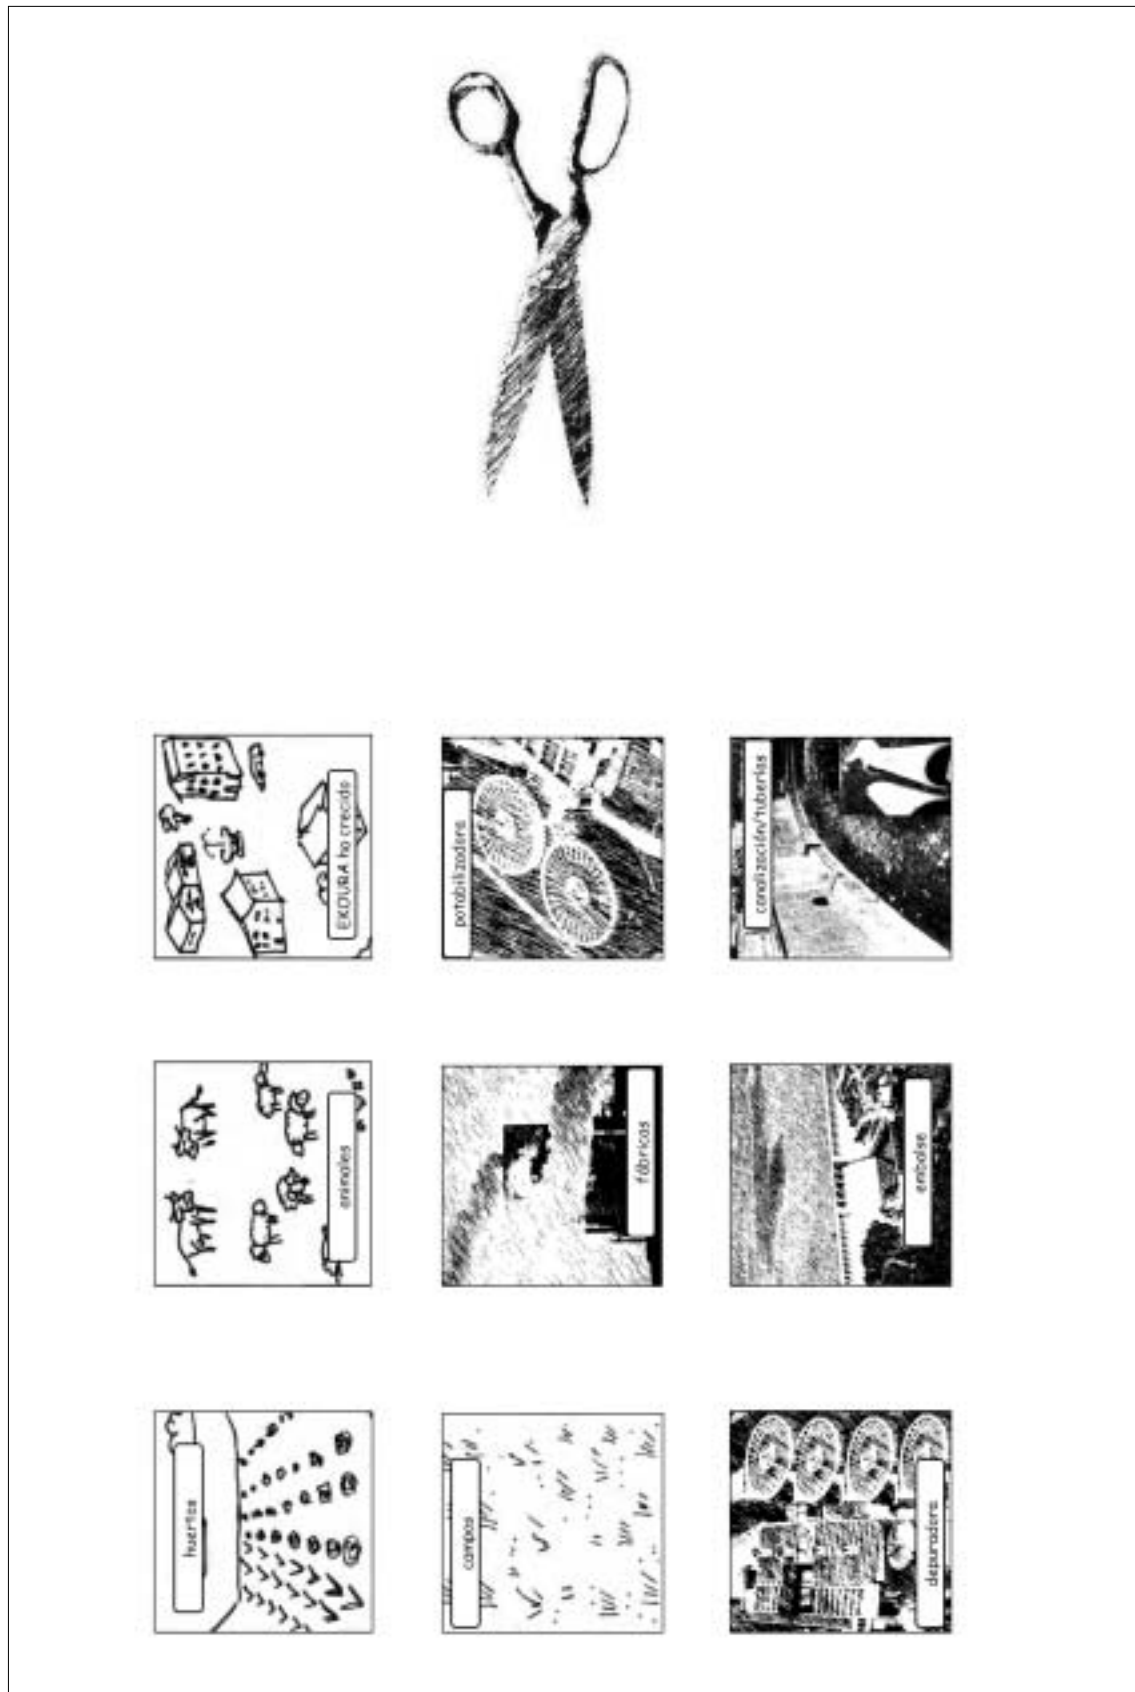 huertas
animales
EKOURA ha crecido
campos
fábricas
potabilizadora
depuradora
embalse
canalización/tuberías